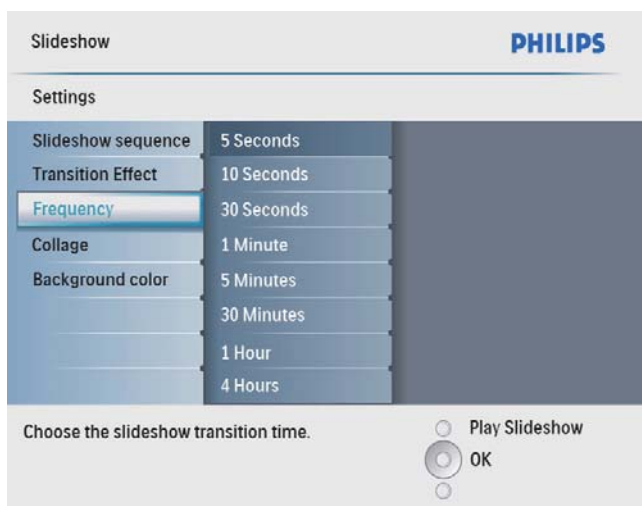 Slideshow
PHILIPS
Settings
Slideshow sequence
Transition Effect
Frequency
Collage
Background color
5 Seconds
10 Seconds
30 Seconds
1 Minute
5 Minutes
30 Minutes
1 Hour
4 Hours
Choose the slideshow transition time.
Play Slideshow
OK